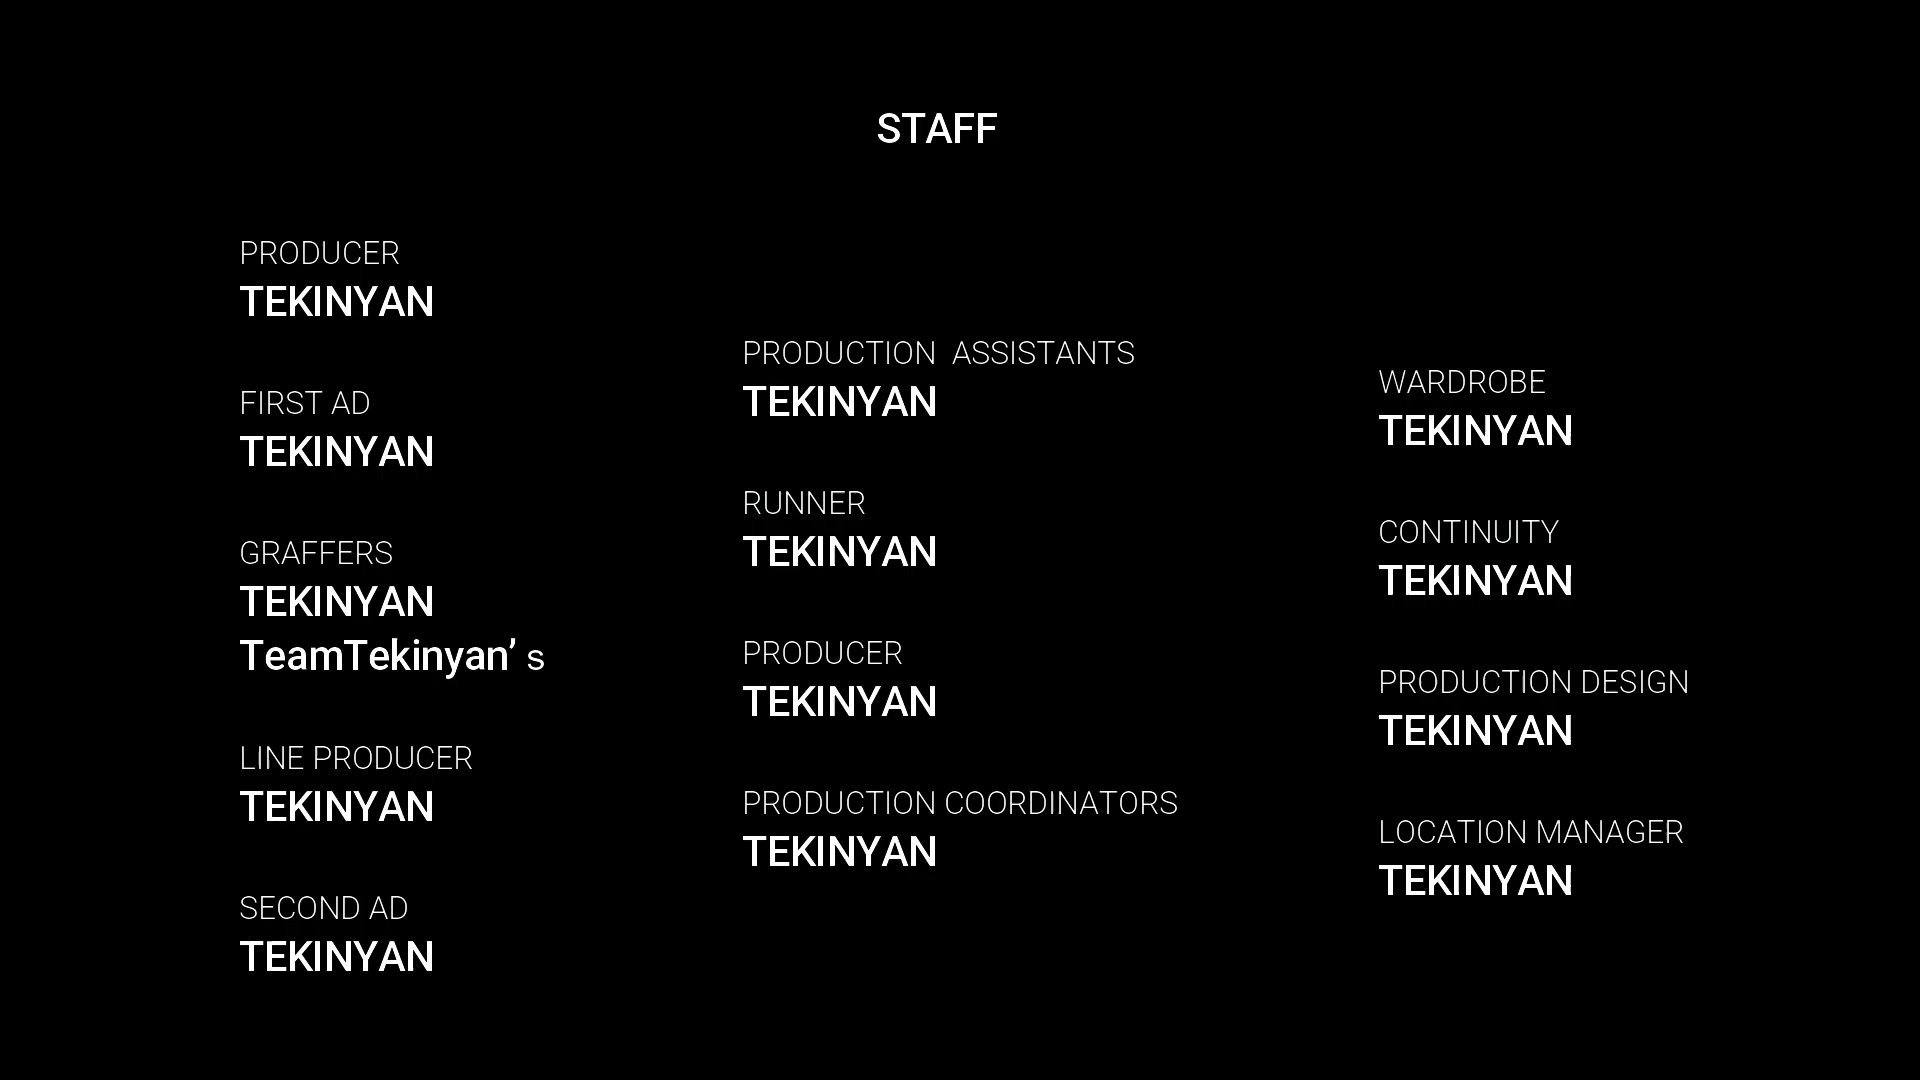 STAFF
PRODUCER
TEKINYAN
FIRST AD
TEKINYAN
GRAFFERS
TEKINYAN
TeamTekinyan’ s
LINE PRODUCER
TEKINYAN
SECOND AD
TEKINYAN
PRODUCTION  ASSISTANTS
TEKINYAN
RUNNER
TEKINYAN
PRODUCER
TEKINYAN
PRODUCTION COORDINATORS
TEKINYAN
WARDROBE
TEKINYAN
CONTINUITY
TEKINYAN
PRODUCTION DESIGN
TEKINYAN
LOCATION MANAGER
TEKINYAN